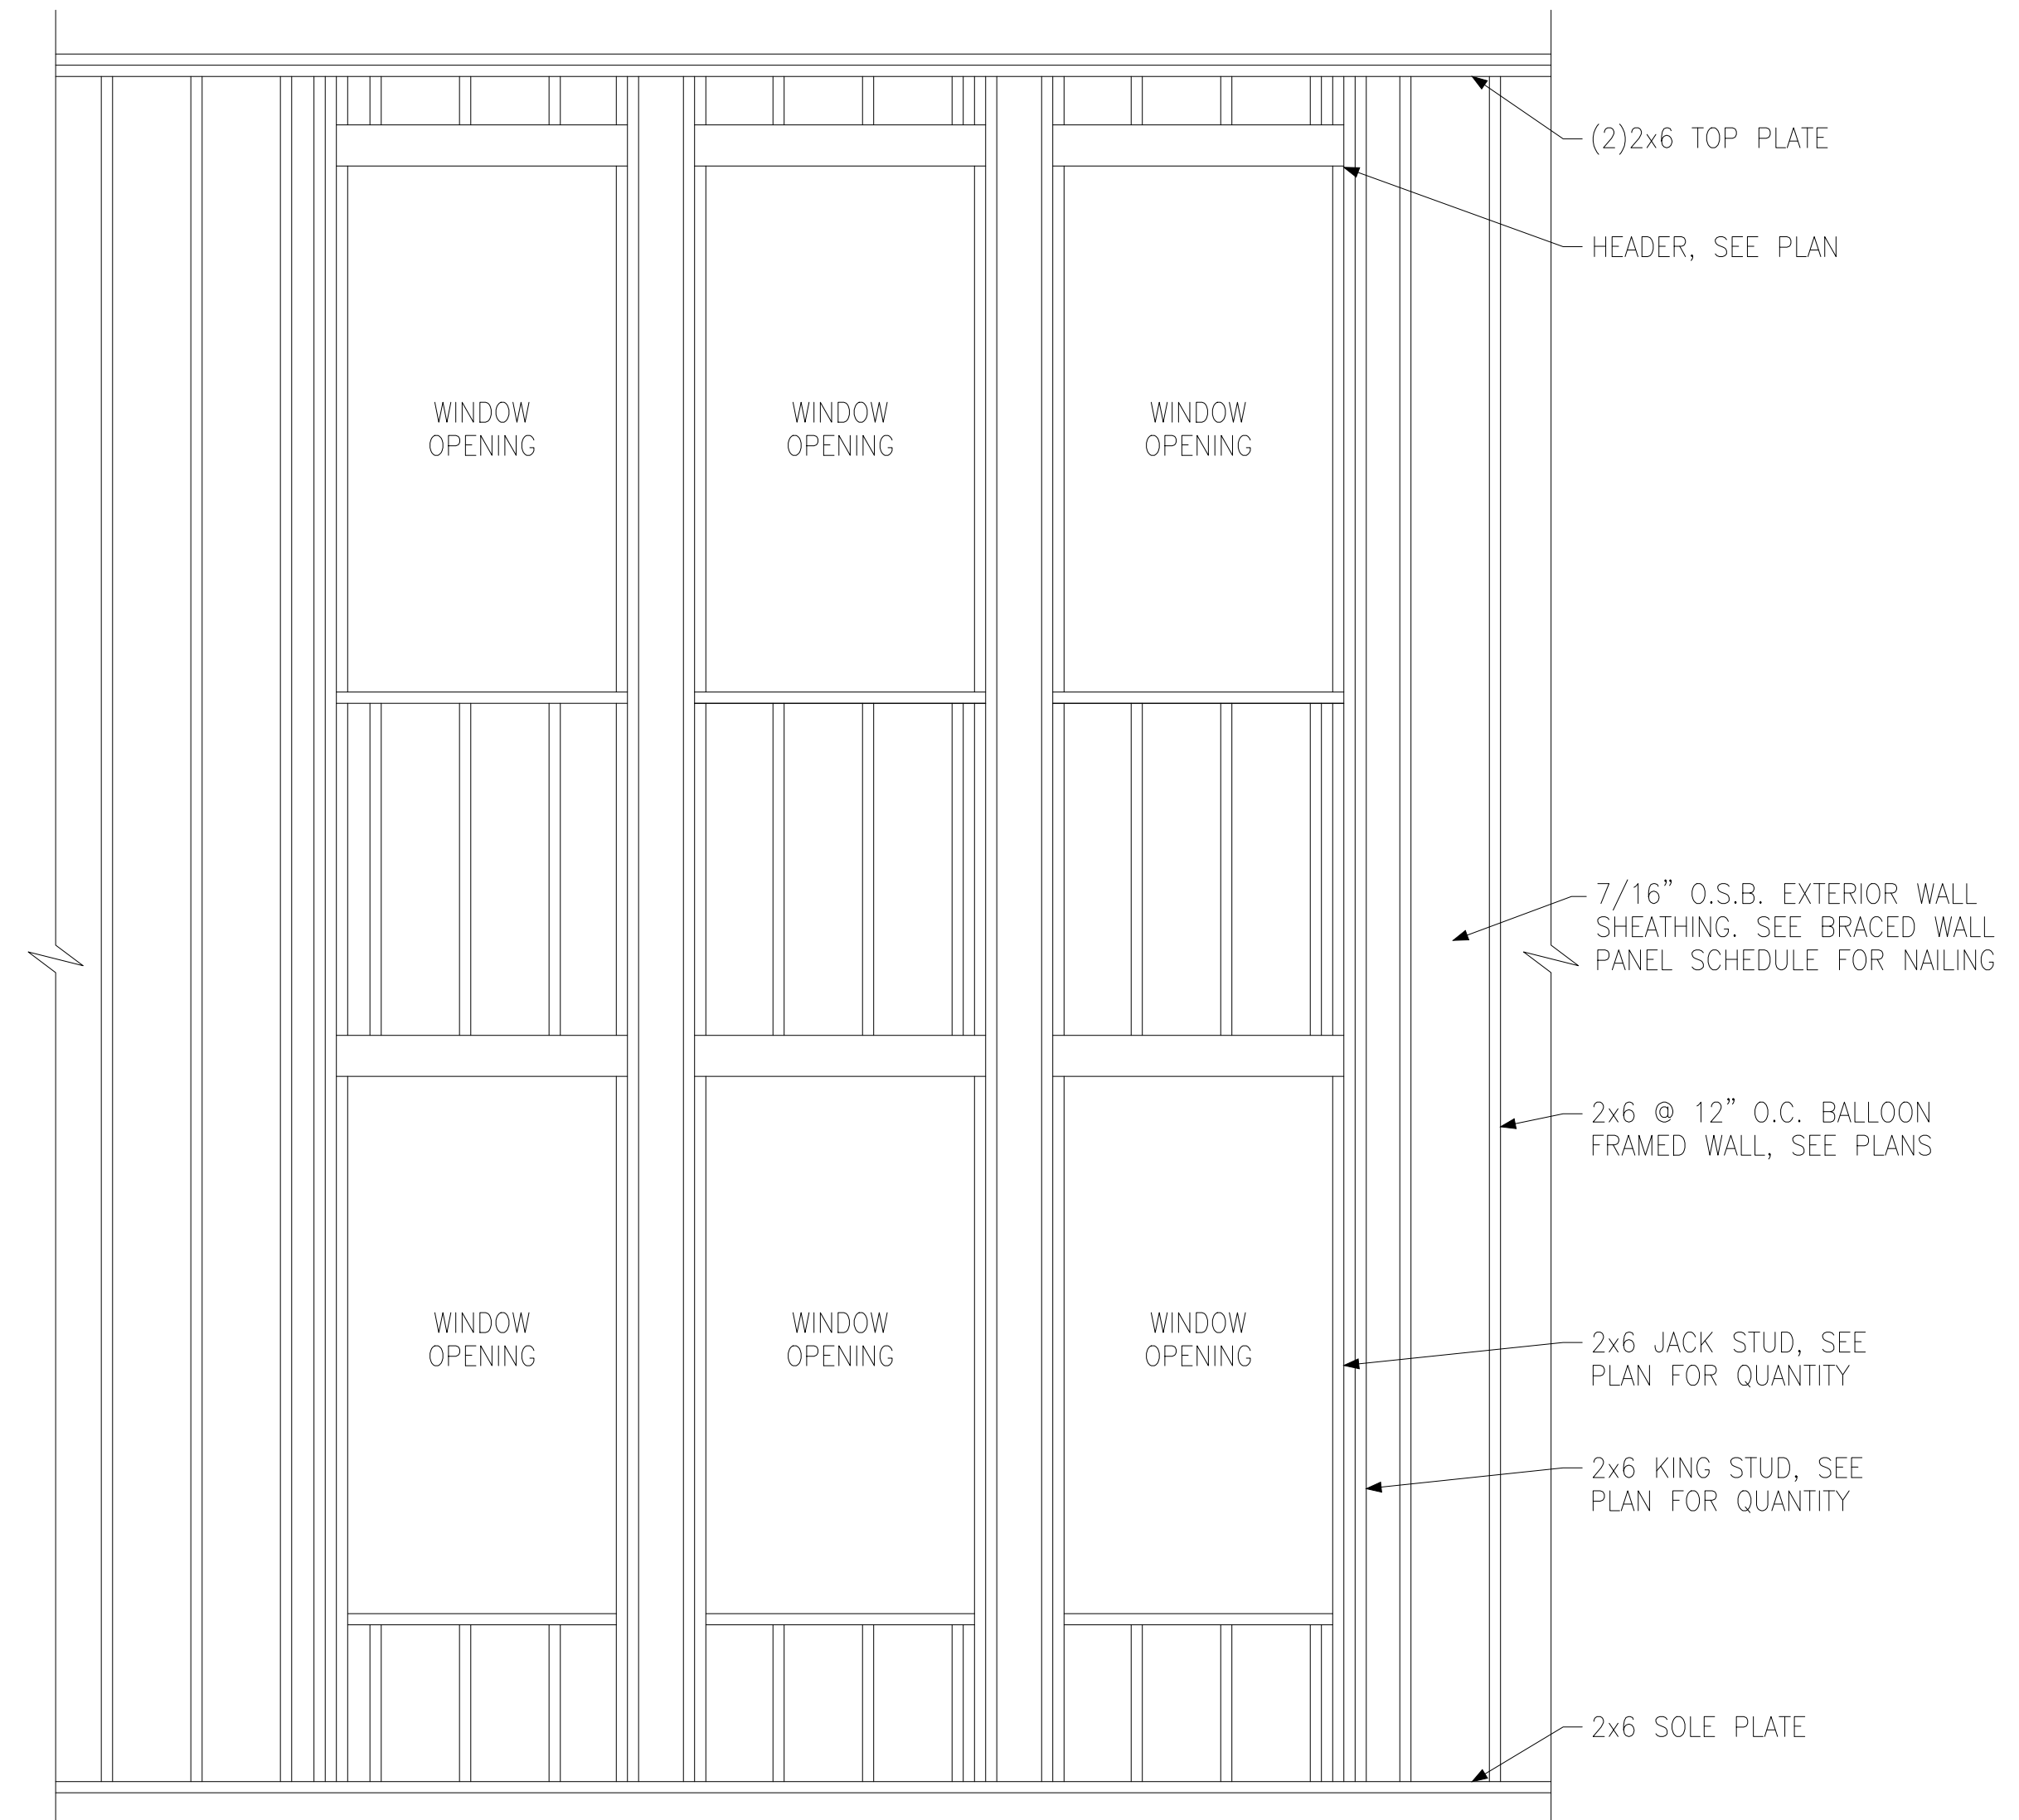 (2)2x6 TOP PLATE
HEADER, SEE PLAN
WINDOW
OPENING
WINDOW
OPENING
WINDOW
OPENING
7/16" O.S.B. EXTERIOR WALL
SHEATHING. SEE BRACED WALL
PANEL SCHEDULE FOR NAILING
2x6 @ 12" O.C. BALLOON
FRAMED WALL, SEE PLANS
WINDOW
OPENING
WINDOW
OPENING
WINDOW
OPENING
2x6 JACK STUD, SEE
PLAN FOR QUANTITY
2x6 KING STUD, SEE
PLAN FOR QUANTITY
2x6 SOLE PLATE